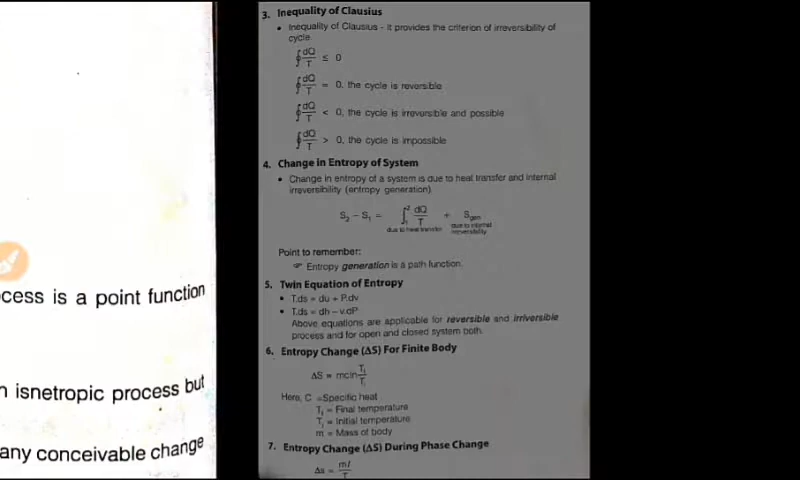 cess is a point function
n isnetropic process but
any conceivable change
3. Inequality of Clausius
• Inequality of Clausius - it provides the criterion of irreversibility of
cycle.
∮dQ/T ≤ 0
∮dQ/T = 0, the cycle is reversible
∮dQ/T < 0, the cycle is irreversible and possible
∮dQ/T > 0, the cycle is impossible
4. Change in Entropy of System
• Change in entropy of a system is due to heat transfer and internal
irreversibility (entropy generation)
S₂ – S₁ = ∫₁² dQ/T + Sgen
due to heat transfer due to internal
irreversibility
Point to remember:
☞ Entropy generation is a path function.
5. Twin Equation of Entropy
• T.ds = du + P.dv
• T.ds = dh – v.dP
Above equations are applicable for reversible and irriversible
process and for open and closed system both.
6. Entropy Change (ΔS) For Finite Body
ΔS = mcln Tf/Ti
Here, C = Specific heat
Tf = Final temperature
Ti = Initial temperature
m = Mass of body
7. Entropy Change (ΔS) During Phase Change
Δs = ml/T